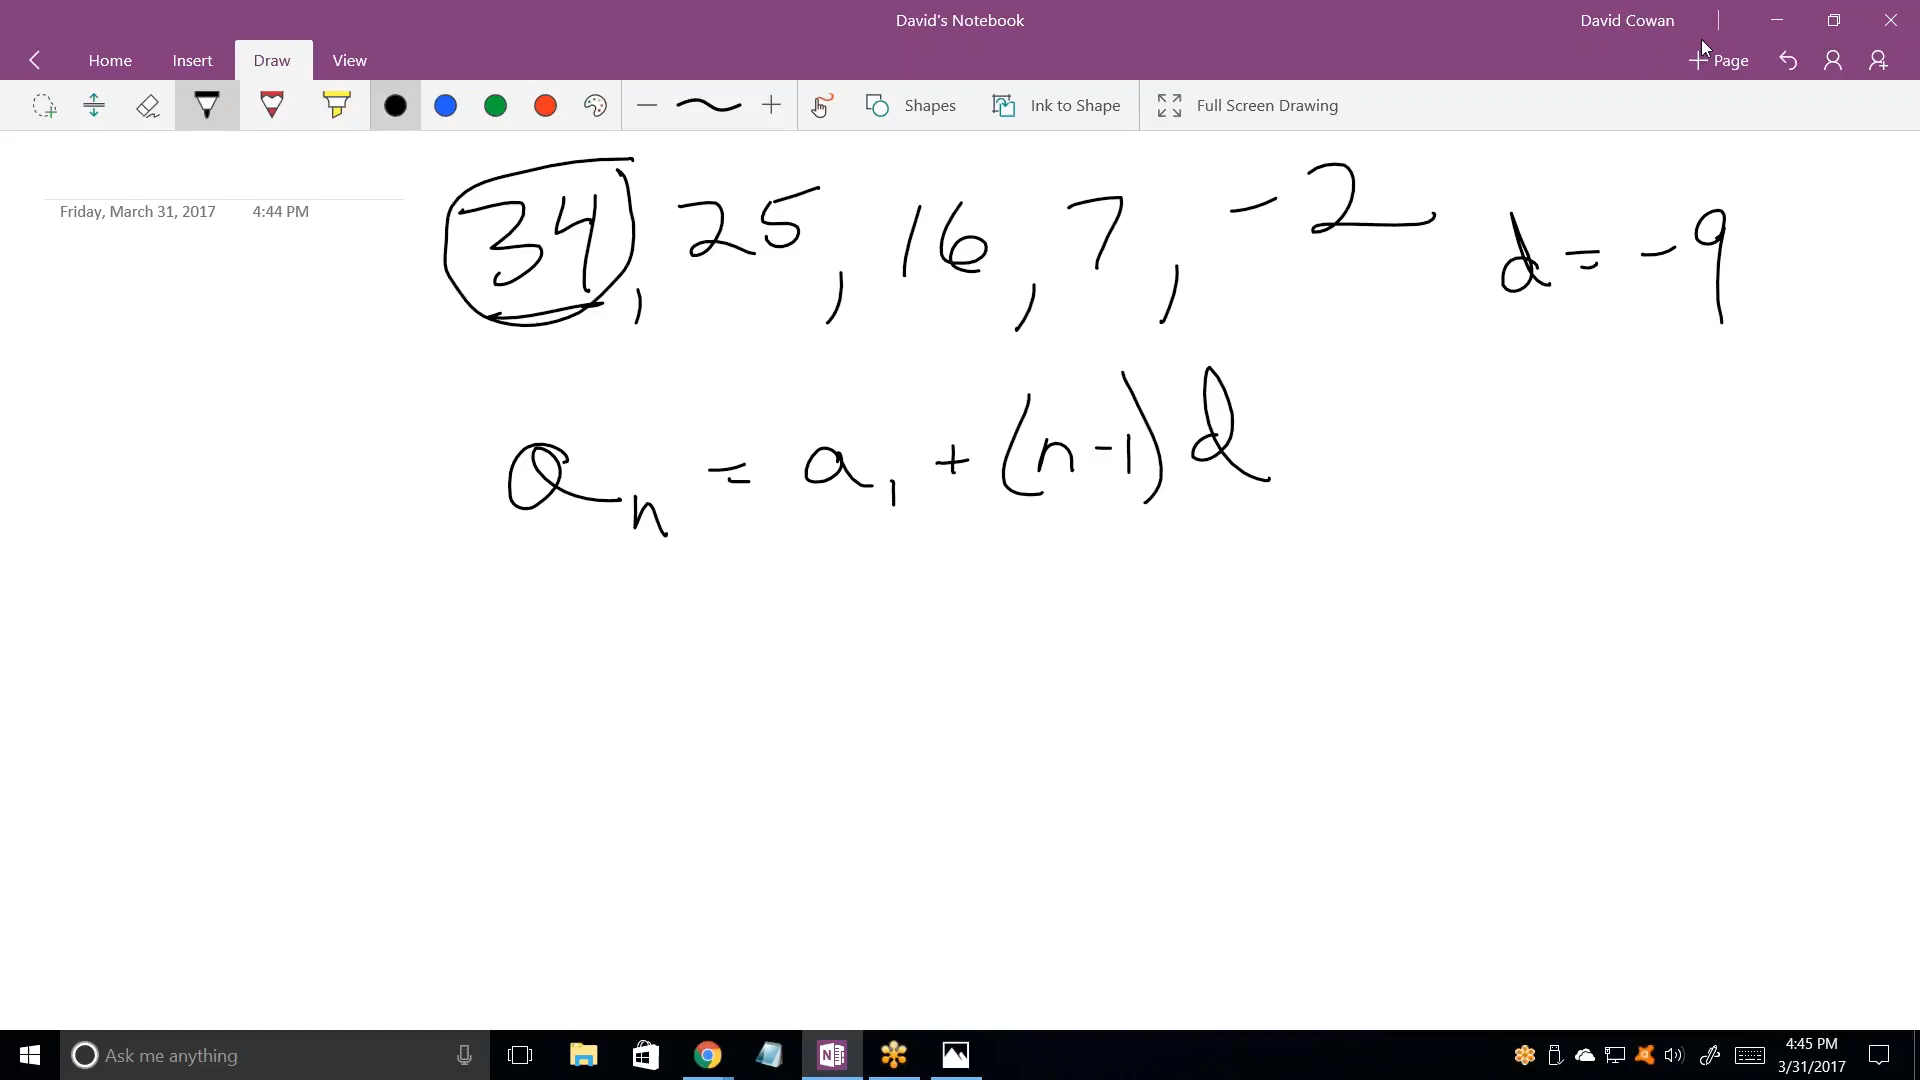 David's Notebook
David Cowan
Home Insert Draw View
Page
Shapes
Ink to Shape
Full Screen Drawing
Friday, March 31, 2017 4:44 PM
34, 25, 16, 7, -2 d = -9
aₙ = a₁ + (n-1)d
Ask me anything
N
4:45 PM
3/31/2017